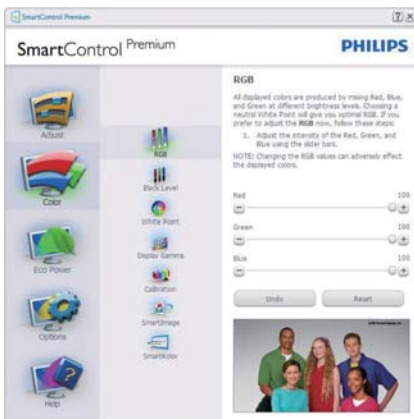 SmartControl Premium
SmartControl Premium
PHILIPS
Adjust
Color
Eco Power
Options
Help
RGB
Black Level
White Point
Display Gamma
Calibration
SmartImage
SmartKolor
RGB
All displayed colors are produced by mixing Red, Blue,
and Green at different brightness levels. Choosing a
neutral White Point will give you optimal RGB. If you
prefer to adjust the RGB now, follow these steps:
1. Adjust the intensity of the Red, Green, and
Blue using the slider bars.
NOTE: Changing the RGB values can adversely effect
the displayed colors.
Red 100
Green 100
Blue 100
Undo Reset